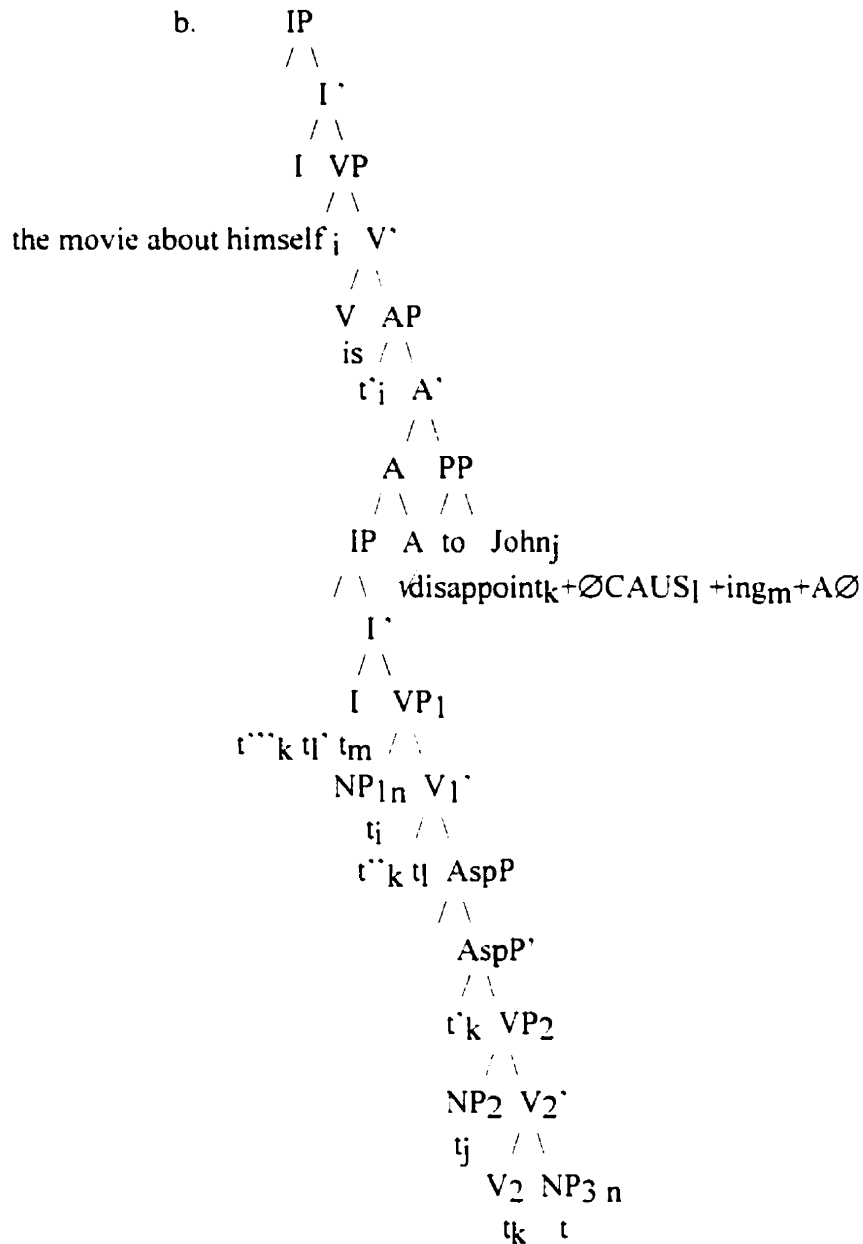 b. IP
I`
I VP
the movie about himself i V`
V AP
is
t`i A`
A PP
IP A to Johnj
√disappointk+∅CAUSl +ingm+A∅
I`
I VP1
t```k tl` tm
NP1n V1`
ti
t``k tl AspP
AspP`
t`k VP2
NP2 V2`
tj
V2 NP3 n
tk t